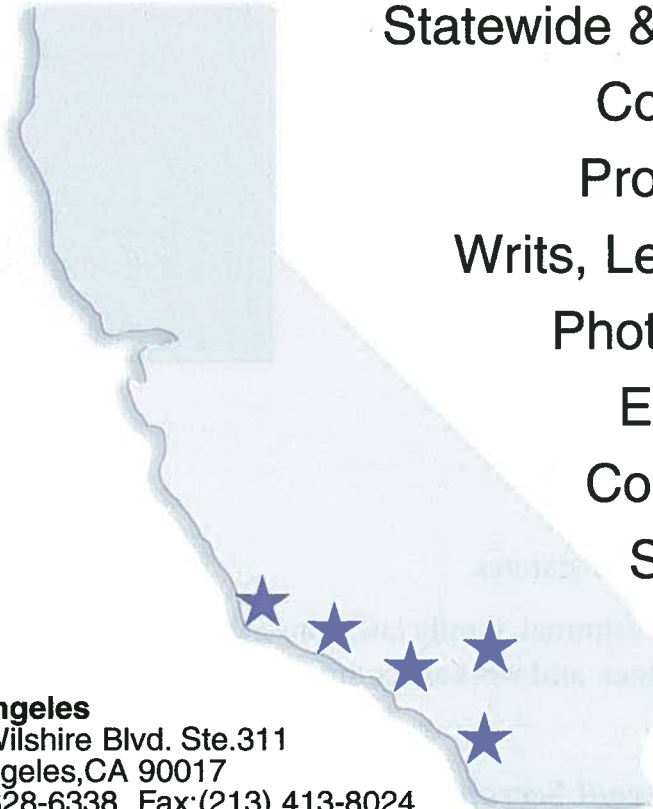 Statewide &
Co
Pro
Writs, Le
Phot
E
Co
S
ngeles
Wilshire Blvd. Ste.311
geles,CA 90017
628-6338 Fax:(213) 413-8024